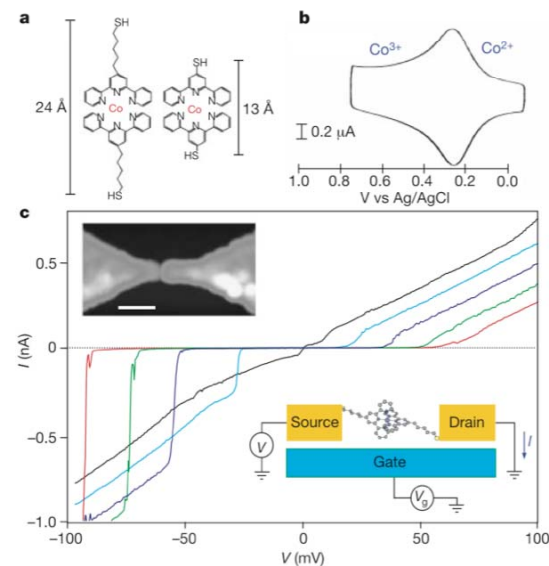 a
SH
SH
24 Å
N N N N N N
Co Co
N N N N N N
13 Å
HS
HS
b
Co3+ Co2+
0.2 μA
1.0 0.8 0.6 0.4 0.2 0.0
V vs Ag/AgCl
c
0.5
0
−0.5
−1.0
I (nA)
−100 −50 0 50 100
V (mV)
Source Drain
Gate
V
I
Vg